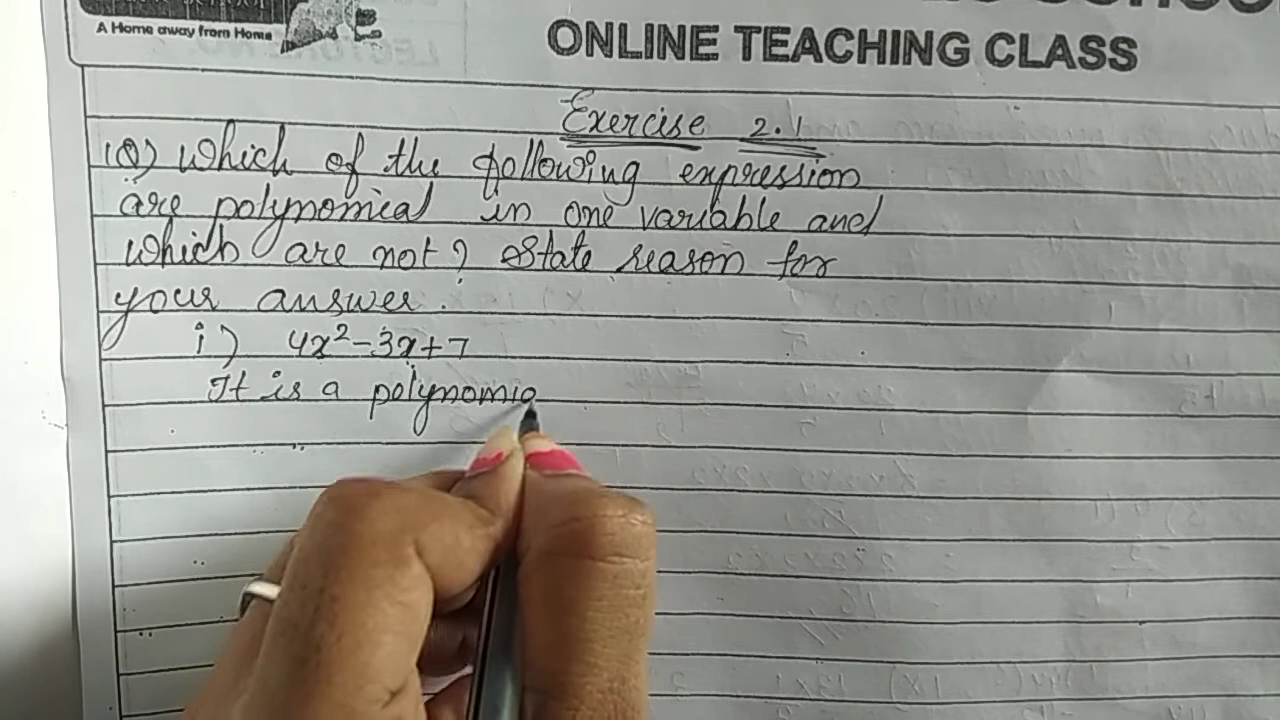 A Home away from Home
ONLINE TEACHING CLASS
Exercise 2.1
1Q) Which of the following expression
are polynomial in one variable and
which are not? State reason for
your answer.
i) 4x²-3x+7
It is a polynomia